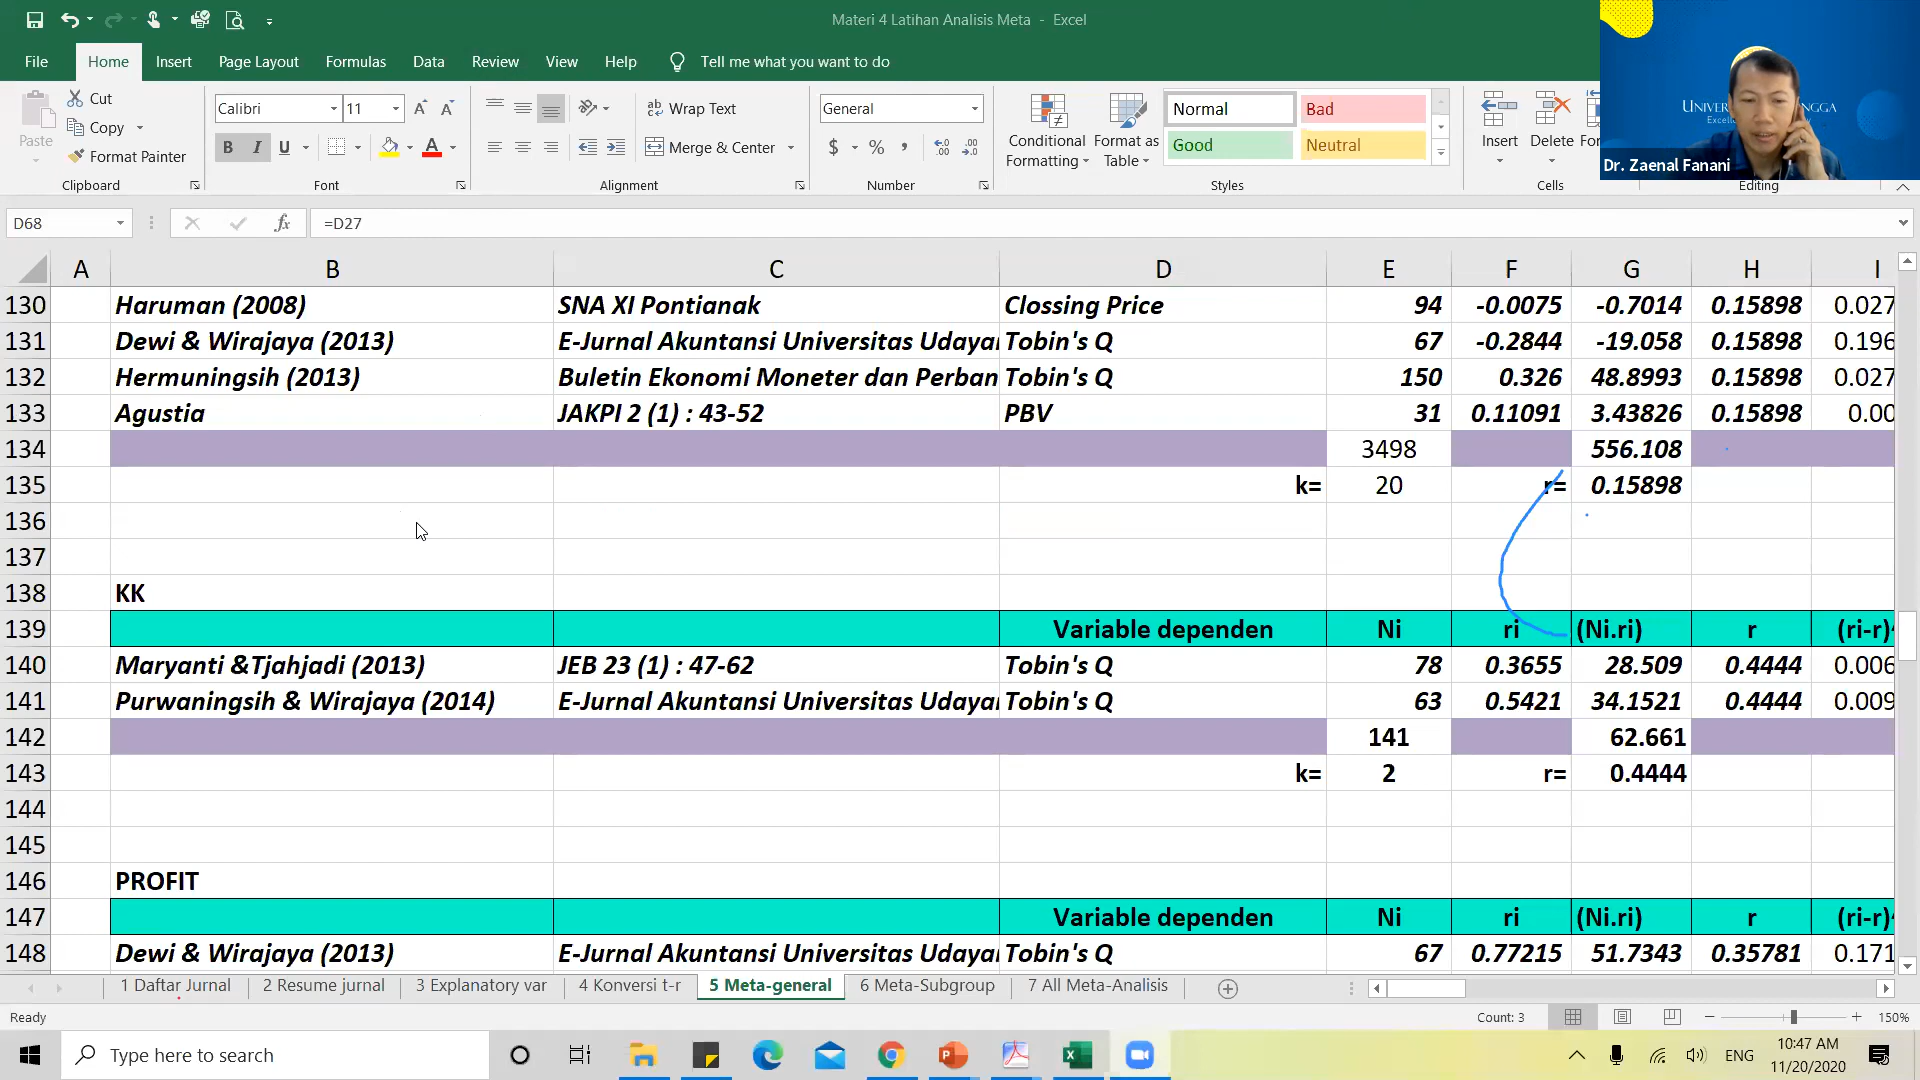 Materi 4 Latihan Analisis Meta - Excel
File Home Insert Page Layout Formulas Data Review View Help Tell me what you want to do
Cut
Copy
Format Painter
Paste
Clipboard
Calibri 11
B I U
Font
Wrap Text
Merge & Center
Alignment
General
$ %
Number
Conditional Formatting
Format as Table
Normal Bad
Good Neutral
Styles
Insert Delete
Cells
Editing
Dr. Zaenal Fanani
D68 fx =D27
A B C D E F G H I
130 Haruman (2008) SNA XI Pontianak Clossing Price 94 -0.0075 -0.7014 0.15898 0.027
131 Dewi & Wirajaya (2013) E-Jurnal Akuntansi Universitas Udaya Tobin's Q 67 -0.2844 -19.058 0.15898 0.196
132 Hermuningsih (2013) Buletin Ekonomi Moneter dan Perban Tobin's Q 150 0.326 48.8993 0.15898 0.027
133 Agustia JAKPI 2 (1) : 43-52 PBV 31 0.11091 3.43826 0.15898 0.00
134 3498 556.108
135 k= 20 r= 0.15898
136
137
138 KK
139 Variable dependen Ni ri (Ni.ri) r (ri-r)
140 Maryanti &Tjahjadi (2013) JEB 23 (1) : 47-62 Tobin's Q 78 0.3655 28.509 0.4444 0.006
141 Purwaningsih & Wirajaya (2014) E-Jurnal Akuntansi Universitas Udaya Tobin's Q 63 0.5421 34.1521 0.4444 0.009
142 141 62.661
143 k= 2 r= 0.4444
144
145
146 PROFIT
147 Variable dependen Ni ri (Ni.ri) r (ri-r)
148 Dewi & Wirajaya (2013) E-Jurnal Akuntansi Universitas Udaya Tobin's Q 67 0.77215 51.7343 0.35781 0.171
1 Daftar Jurnal 2 Resume jurnal 3 Explanatory var 4 Konversi t-r 5 Meta-general 6 Meta-Subgroup 7 All Meta-Analisis
Ready Count: 3 150%
Type here to search
ENG
10:47 AM
11/20/2020